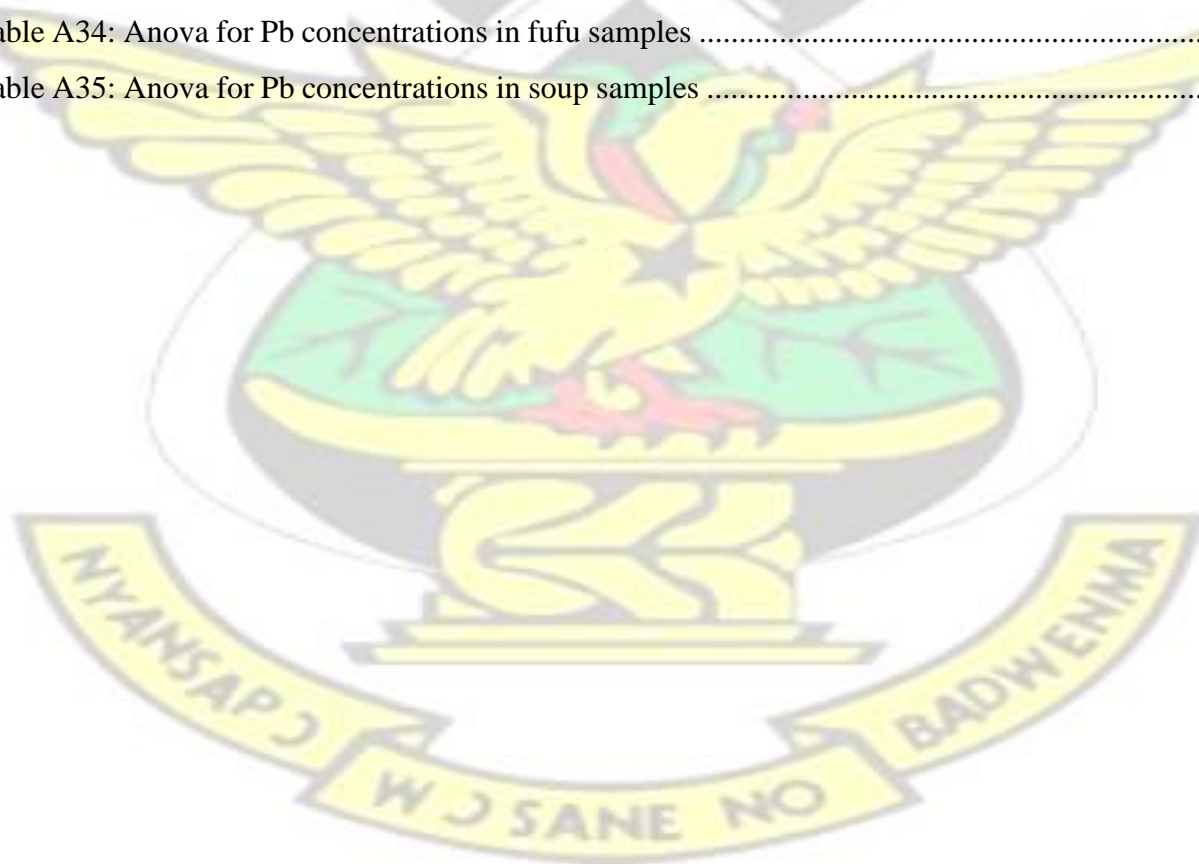 able A34: Anova for Pb concentrations in fufu samples ........................................................................
able A35: Anova for Pb concentrations in soup samples ......................................................................
NYANSAPƆ
WƆSANE NO
BADWENMA